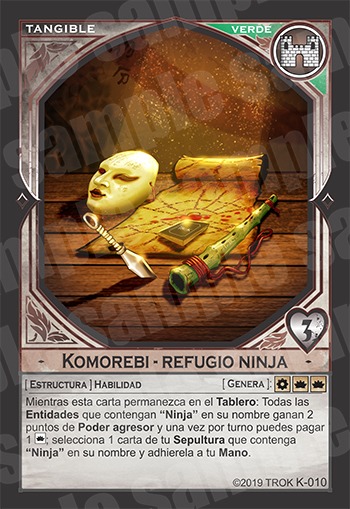 TANGIBLE
VERDE
3
KOMOREBI - REFUGIO NINJA
[ ESTRUCTURA ] HABILIDAD
[ GENERA ]:
Mientras esta carta permanezca en el Tablero: Todas las
Entidades que contengan “Ninja” en su nombre ganan 2
puntos de Poder agresor y una vez por turno puedes pagar
1 ; selecciona 1 carta de tu Sepultura que contenga
“Ninja” en su nombre y adhierela a tu Mano.
©2019 TROK K-010